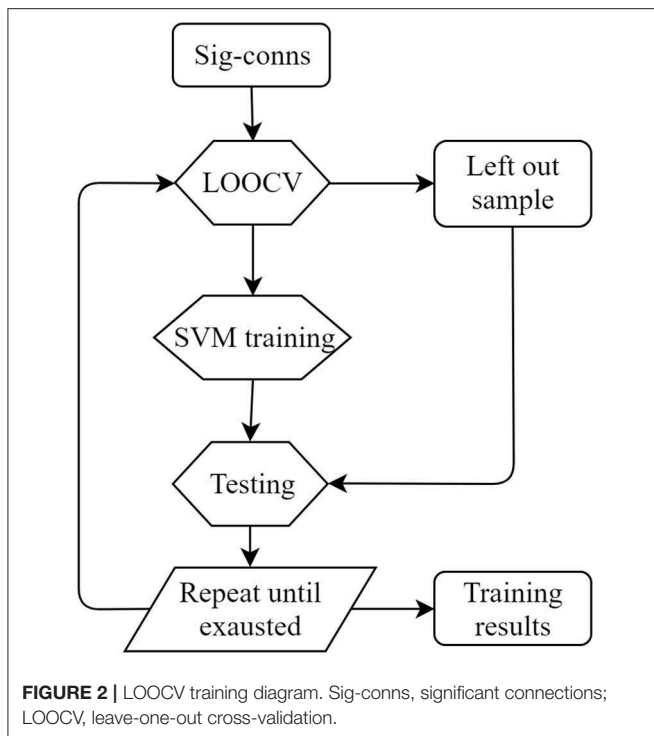 Sig-conns
LOOCV
Left out
sample
SVM training
Testing
Repeat until
exausted
Training
results
FIGURE 2 | LOOCV training diagram. Sig-conns, significant connections;
LOOCV, leave-one-out cross-validation.